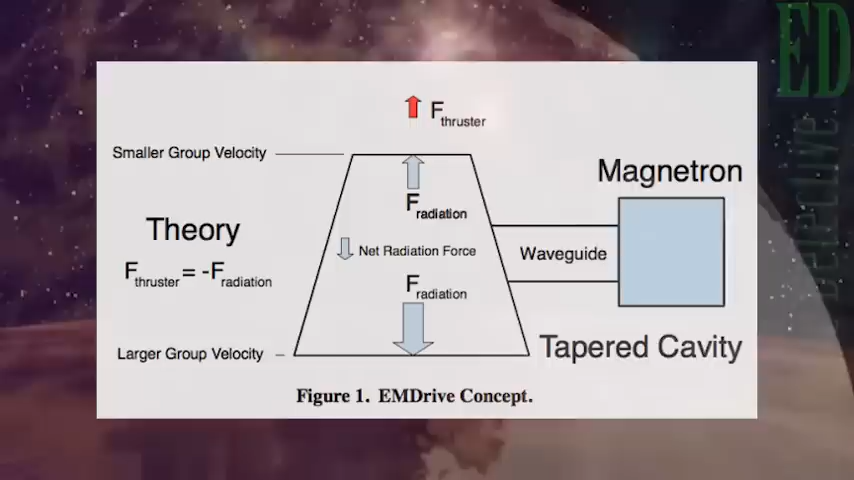 ED
Detective
F thruster
Smaller Group Velocity
Magnetron
F radiation
Theory
Net Radiation Force
Waveguide
F thruster = -F radiation
F radiation
Larger Group Velocity
Tapered Cavity
Figure 1. EMDrive Concept.